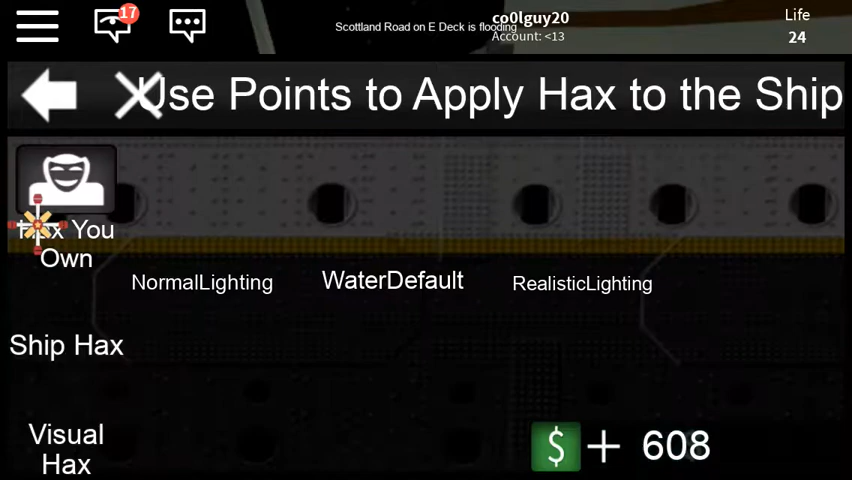 17
Scottland Road on E Deck is flooding
co0lguy20
Account: <13
Life
24
Use Points to Apply Hax to the Ship
Hax You
Own
NormalLighting
WaterDefault
RealisticLighting
Ship Hax
Visual
Hax
$ + 608